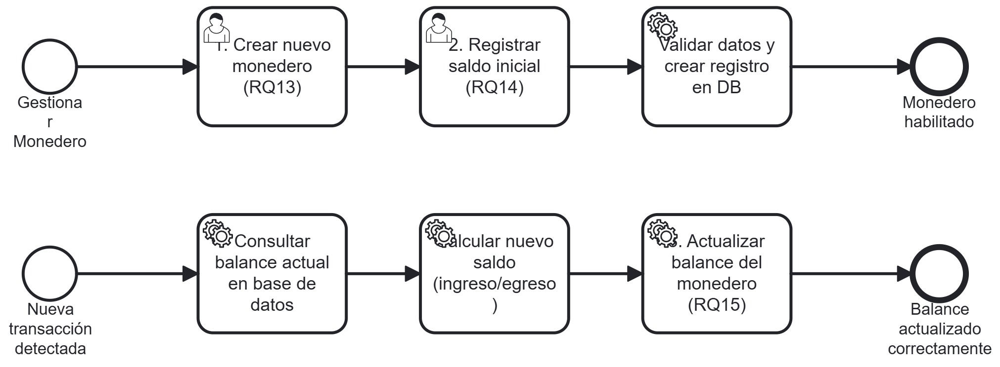 1. Crear nuevo
monedero
(RQ13)
2. Registrar
saldo inicial
(RQ14)
Validar datos y
crear registro
en DB
Gestiona
r
Monedero
Monedero
habilitado
Consultar
balance actual
en base de
datos
Calcular nuevo
saldo
(ingreso/egreso
)
3. Actualizar
balance del
monedero
(RQ15)
Nueva
transacción
detectada
Balance
actualizado
correctamente